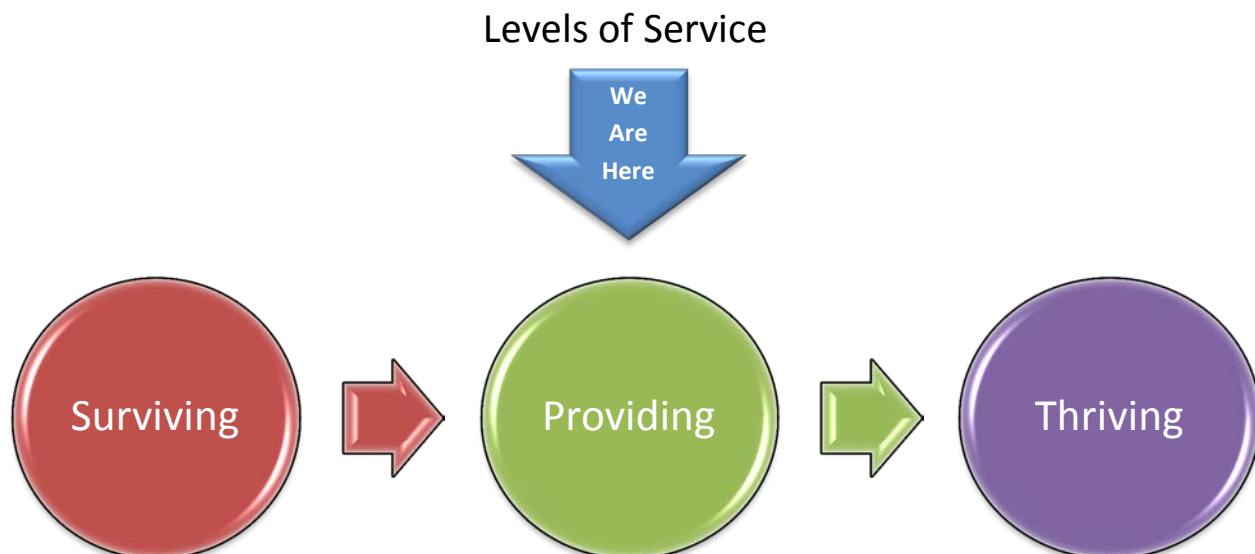 Levels of Service
We
Are
Here
Surviving
Providing
Thriving